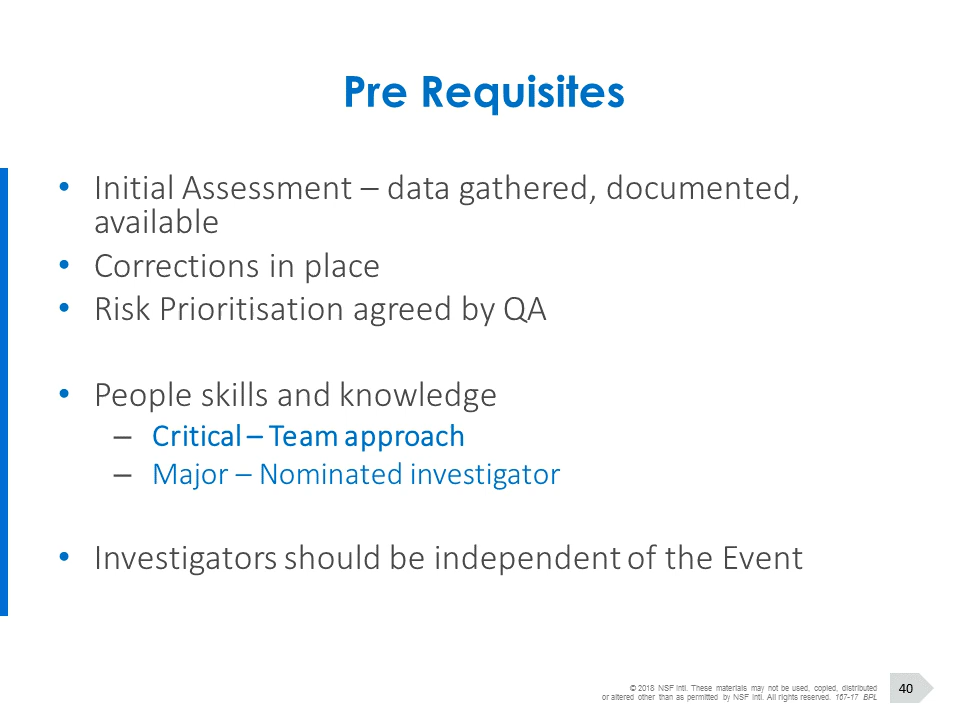 Pre Requisites
• Initial Assessment – data gathered, documented,
available
• Corrections in place
• Risk Prioritisation agreed by QA
• People skills and knowledge
– Critical – Team approach
– Major – Nominated investigator
• Investigators should be independent of the Event
© 2018 NSF Intl. These materials may not be used, copied, distributed
or altered other than as permitted by NSF Intl. All rights reserved. 167-17 BPL
40